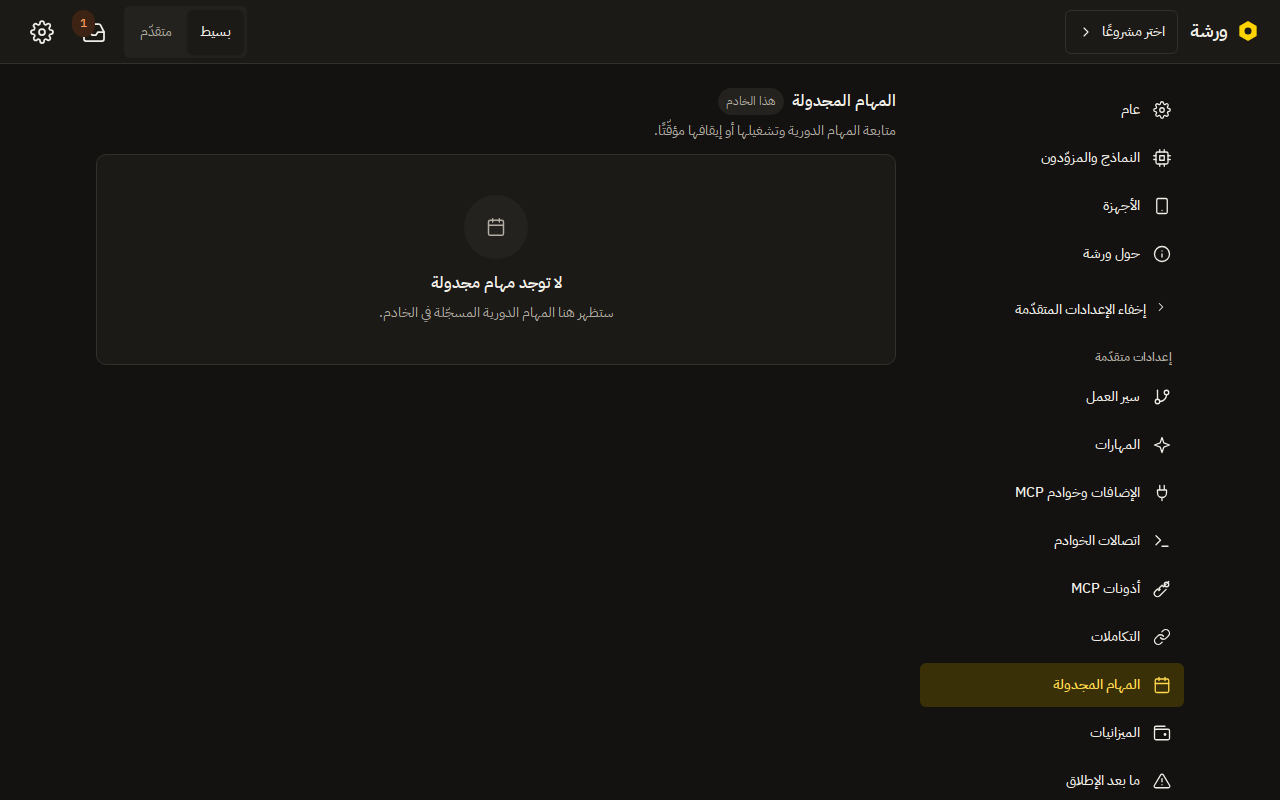 ورشة
اختر مشروعًا
بسيط
متقدّم
1
عام
النماذج والمزوّدون
الأجهزة
حول ورشة
إخفاء الإعدادات المتقدّمة
إعدادات متقدّمة
سير العمل
المهارات
الإضافات وخوادم MCP
اتصالات الخوادم
أذونات MCP
التكاملات
المهام المجدولة
الميزانيات
ما بعد الإطلاق
المهام المجدولة هذا الخادم
متابعة المهام الدورية وتشغيلها أو إيقافها مؤقّتًا.
لا توجد مهام مجدولة
ستظهر هنا المهام الدورية المسجّلة في الخادم.